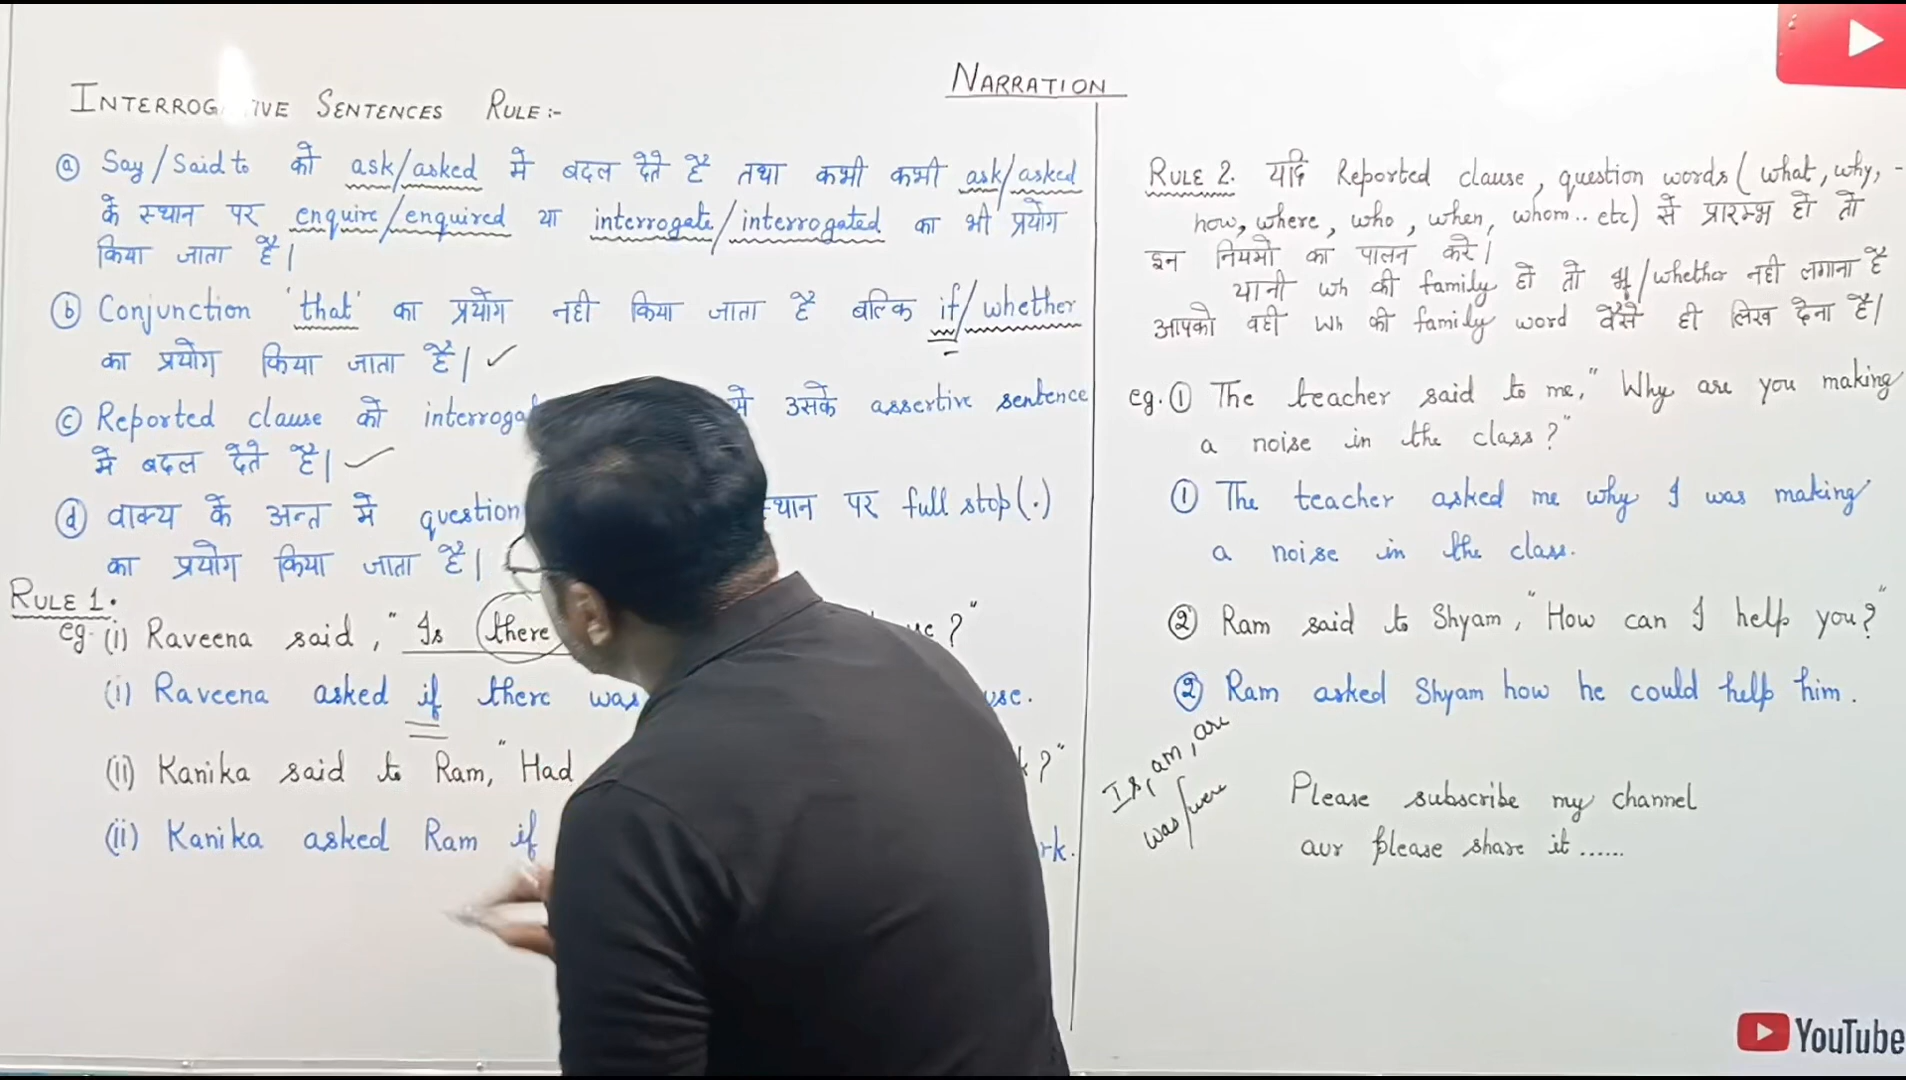 NARRATION
INTERROG IVE SENTENCES RULE :-
ⓐ Say/Said to को ask/asked में बदल देते है तथा कभी कभी ask/asked
के स्थान पर enquire/enquired या interrogate/interrogated का भी प्रयोग
किया जाता है।
ⓑ Conjunction 'that' का प्रयोग नही किया जाता है बल्कि if/whether
का प्रयोग किया जाता है। ✓
ⓒ Reported clause को interroga में उसके assertive sentence
में बदल देते है। ✓
ⓓ वाक्य के अन्त में question स्थान पर full stop (.)
का प्रयोग किया जाता है।
RULE 1.
eg. (i) Raveena said, "Is there ?"
(i) Raveena asked if there was
(ii) Kanika said to Ram, "Had ?"
(ii) Kanika asked Ram if
RULE 2. यदि Reported clause, question words (what, why, -
how, where, who, when, whom.. etc) से प्रारम्भ हो तो
इन नियमो का पालन करे।
यानी wh की family हो तो if/whether नही लगाना है
आपको वही Wh की family word वैसे ही लिख देना है।
eg. ① The teacher said to me, "Why are you making
a noise in the class?"
① The teacher asked me why I was making
a noise in the class.
② Ram said to Shyam, "How can I help you?"
② Ram asked Shyam how he could help him.
Is, am, are
was/were
Please subscribe my channel
aur please share it ......
YouTube